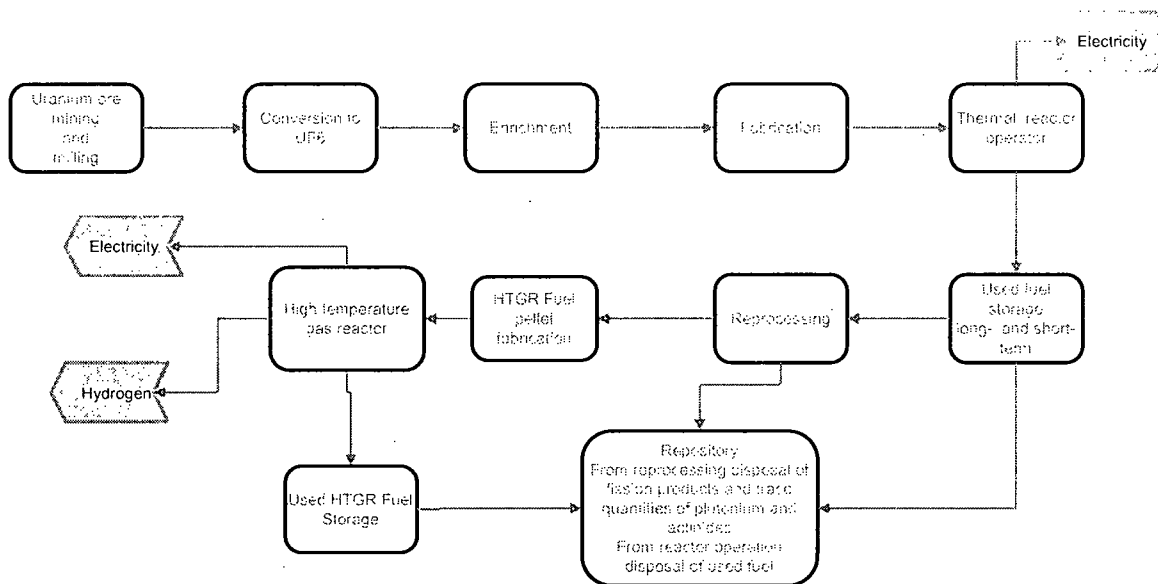 Electricity
Uranium ore
mining
and
milling
Conversion to
UF6
Enrichment
Fabrication
Thermal reactor
operator
Electricity
High temperature
gas reactor
HTGR Fuel
pellet
fabrication
Reprocessing
Used fuel
storage
long- and short-
term
Hydrogen
Used HTGR Fuel
Storage
Repository
From reprocessing disposal of
fission products and trace
quantities of plutonium and
actinides
From reactor operation
disposal of used fuel